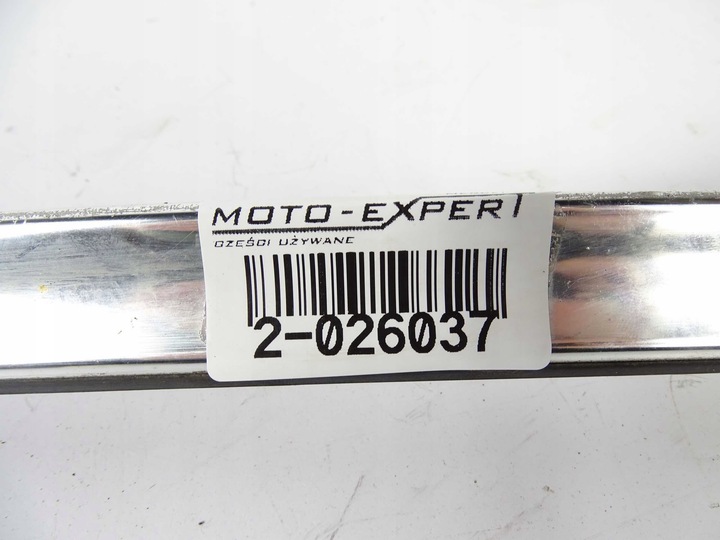 MOTO-EXPERT
CZĘŚCI UŻYWANE
2-026037